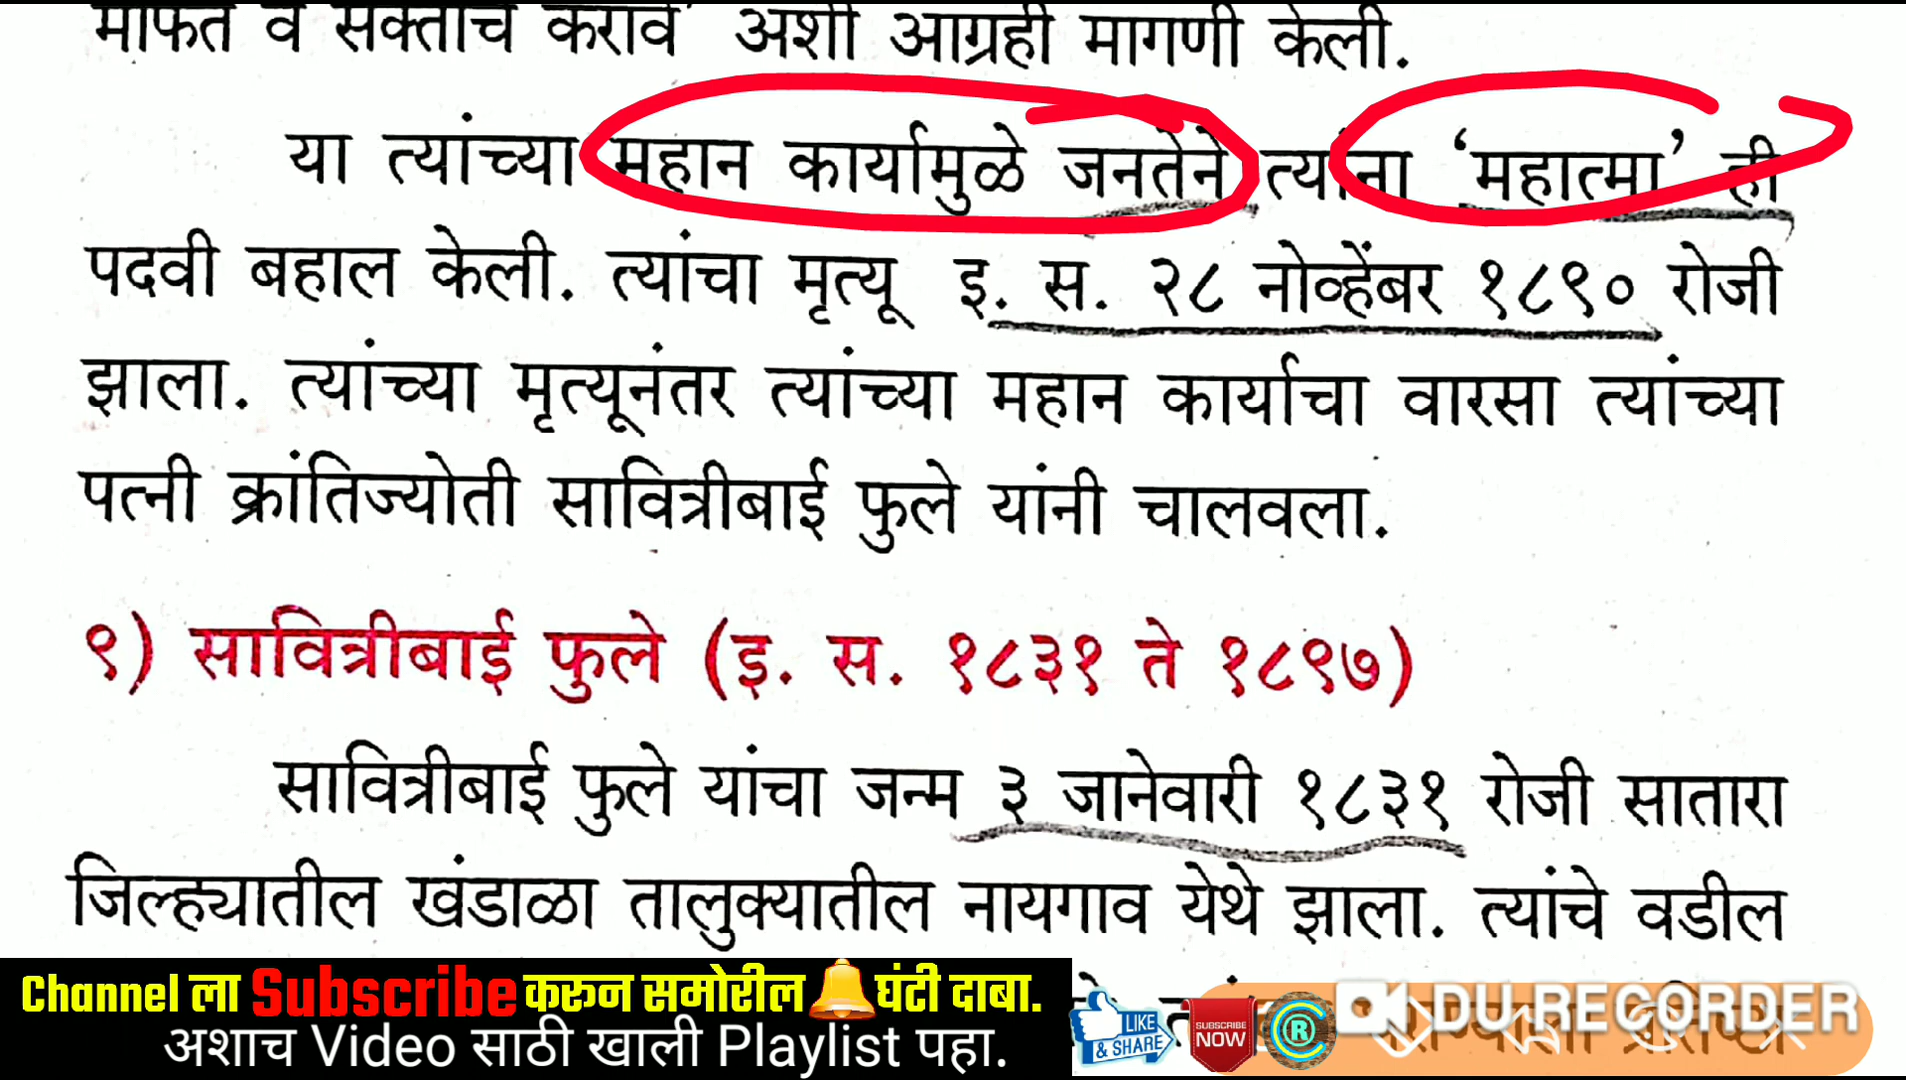 मार्फत व सक्तीचे करावे' अशी आग्रही मागणी केली.
या त्यांच्या महान कार्यामुळे जनतेने त्यांना ‘महात्मा’ ही
पदवी बहाल केली. त्यांचा मृत्यू इ. स. २८ नोव्हेंबर १८९० रोजी
झाला. त्यांच्या मृत्यूनंतर त्यांच्या महान कार्याचा वारसा त्यांच्या
पत्नी क्रांतिज्योती सावित्रीबाई फुले यांनी चालवला.
९) सावित्रीबाई फुले (इ. स. १८३१ ते १८९७)
सावित्रीबाई फुले यांचा जन्म ३ जानेवारी १८३१ रोजी सातारा
जिल्ह्यातील खंडाळा तालुक्यातील नायगाव येथे झाला. त्यांचे वडील
Channel ला Subscribe करून समोरील घंटी दाबा.
अशाच Video साठी खाली Playlist पहा.
LIKE & SHARE
SUBSCRIBE NOW
R
DU RECORDER